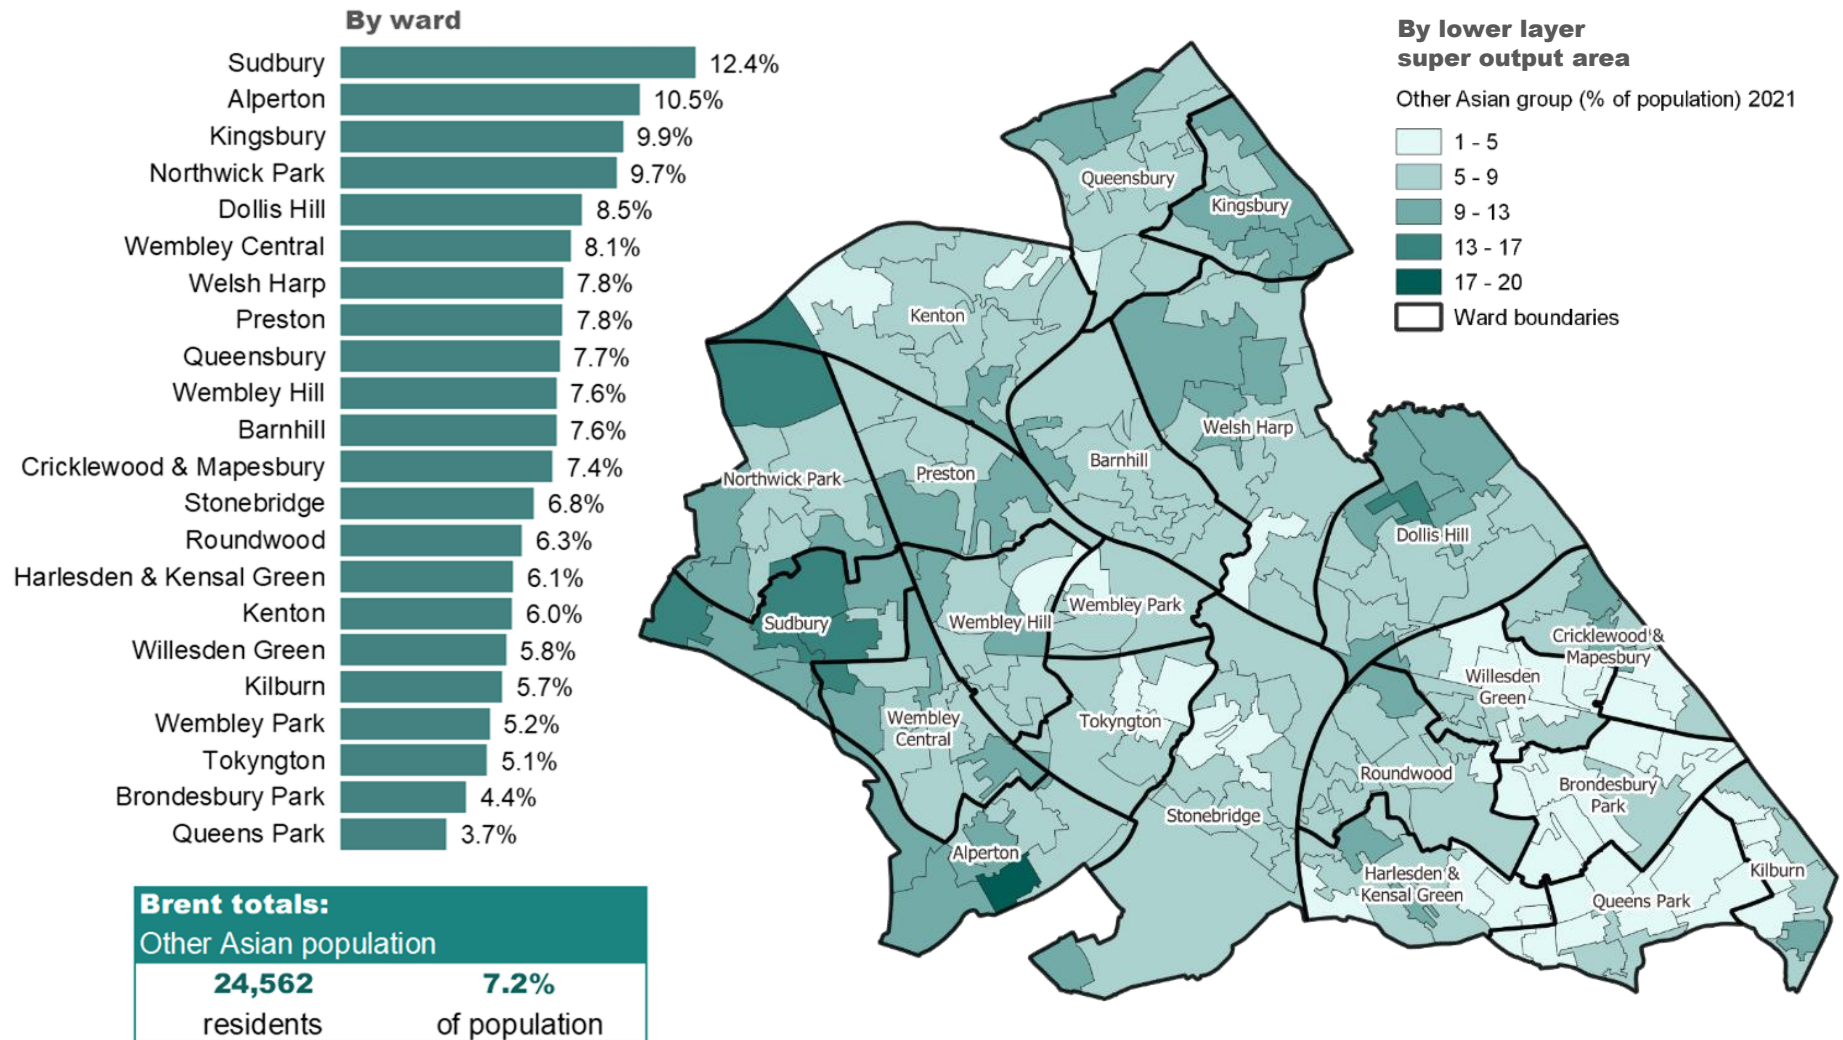 By ward
Sudbury 12.4%
Alperton 10.5%
Kingsbury 9.9%
Northwick Park 9.7%
Dollis Hill 8.5%
Wembley Central 8.1%
Welsh Harp 7.8%
Preston 7.8%
Queensbury 7.7%
Wembley Hill 7.6%
Barnhill 7.6%
Cricklewood & Mapesbury 7.4%
Stonebridge 6.8%
Roundwood 6.3%
Harlesden & Kensal Green 6.1%
Kenton 6.0%
Willesden Green 5.8%
Kilburn 5.7%
Wembley Park 5.2%
Tokyngton 5.1%
Brondesbury Park 4.4%
Queens Park 3.7%
Brent totals:
Other Asian population
24,562 7.2%
residents of population
By lower layer
super output area
Other Asian group (% of population) 2021
1 - 5
5 - 9
9 - 13
13 - 17
17 - 20
Ward boundaries
Queensbury
Kingsbury
Kenton
Welsh Harp
Barnhill
Preston
Northwick Park
Dollis Hill
Wembley Park
Wembley Hill
Sudbury
Cricklewood &
Mapesbury
Willesden
Green
Wembley
Central
Tokyngton
Roundwood
Brondesbury
Park
Stonebridge
Alperton
Harlesden &
Kensal Green
Kilburn
Queens Park